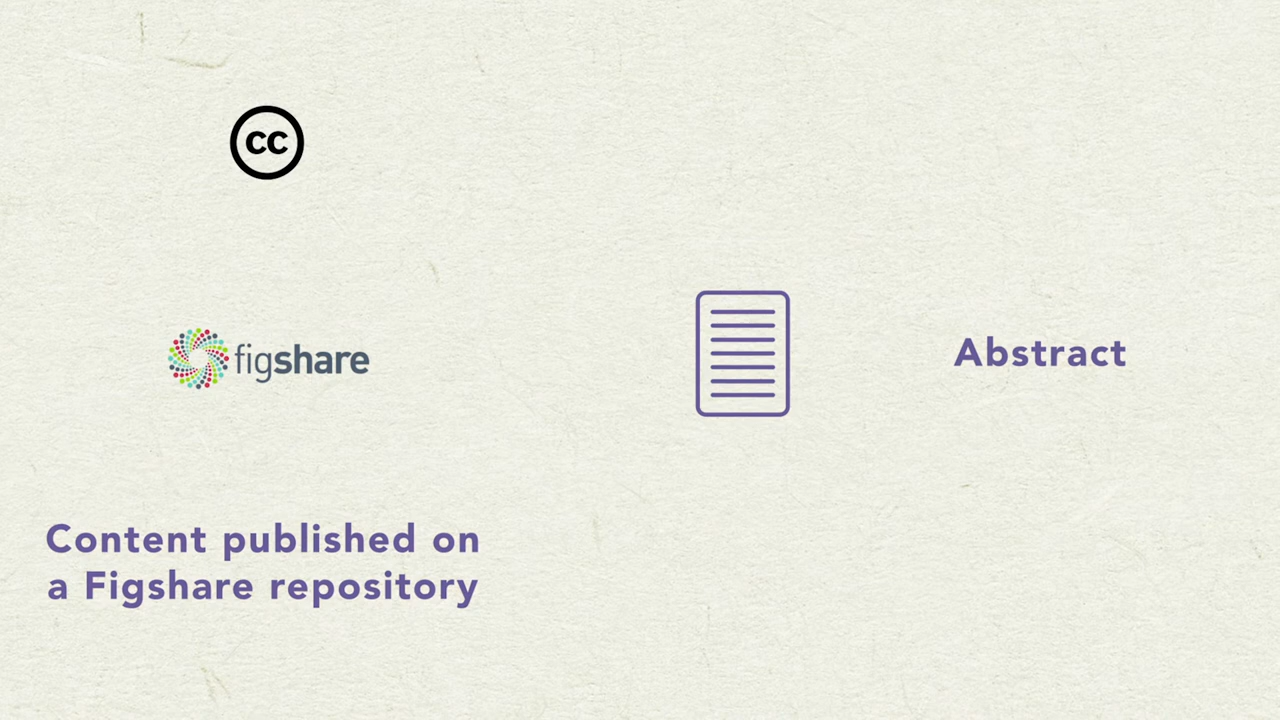 cc
figshare
Abstract
Content published on
a Figshare repository